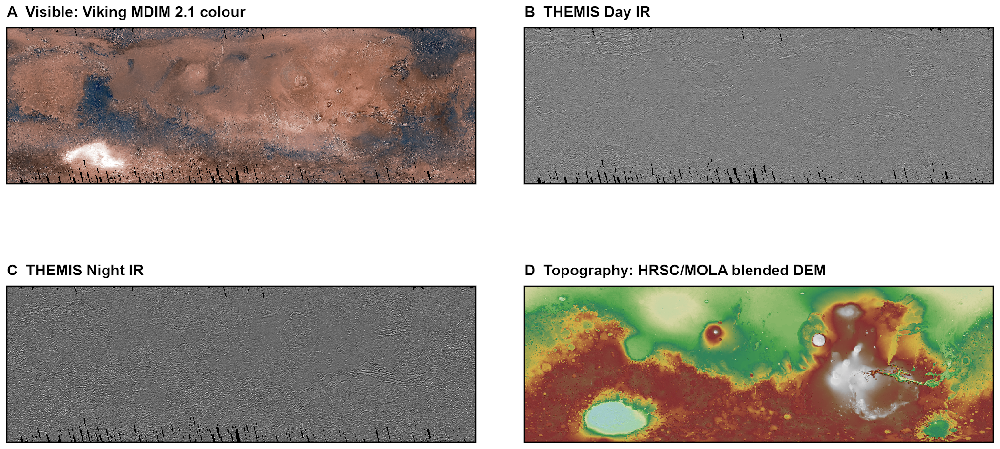 A Visible: Viking MDIM 2.1 colour
B THEMIS Day IR
C THEMIS Night IR
D Topography: HRSC/MOLA blended DEM